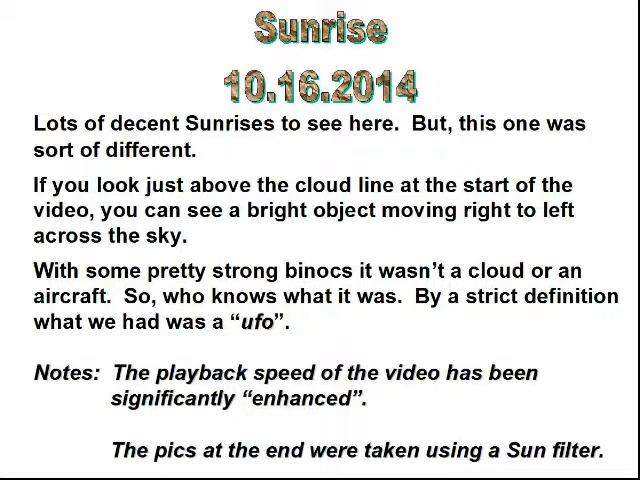 Sunrise
10.16.2014
Lots of decent Sunrises to see here.  But, this one was
sort of different.
If you look just above the cloud line at the start of the
video, you can see a bright object moving right to left
across the sky.
With some pretty strong binocs it wasn’t a cloud or an
aircraft.  So, who knows what it was.  By a strict definition
what we had was a “ufo”.
Notes:  The playback speed of the video has been
significantly “enhanced”.
The pics at the end were taken using a Sun filter.